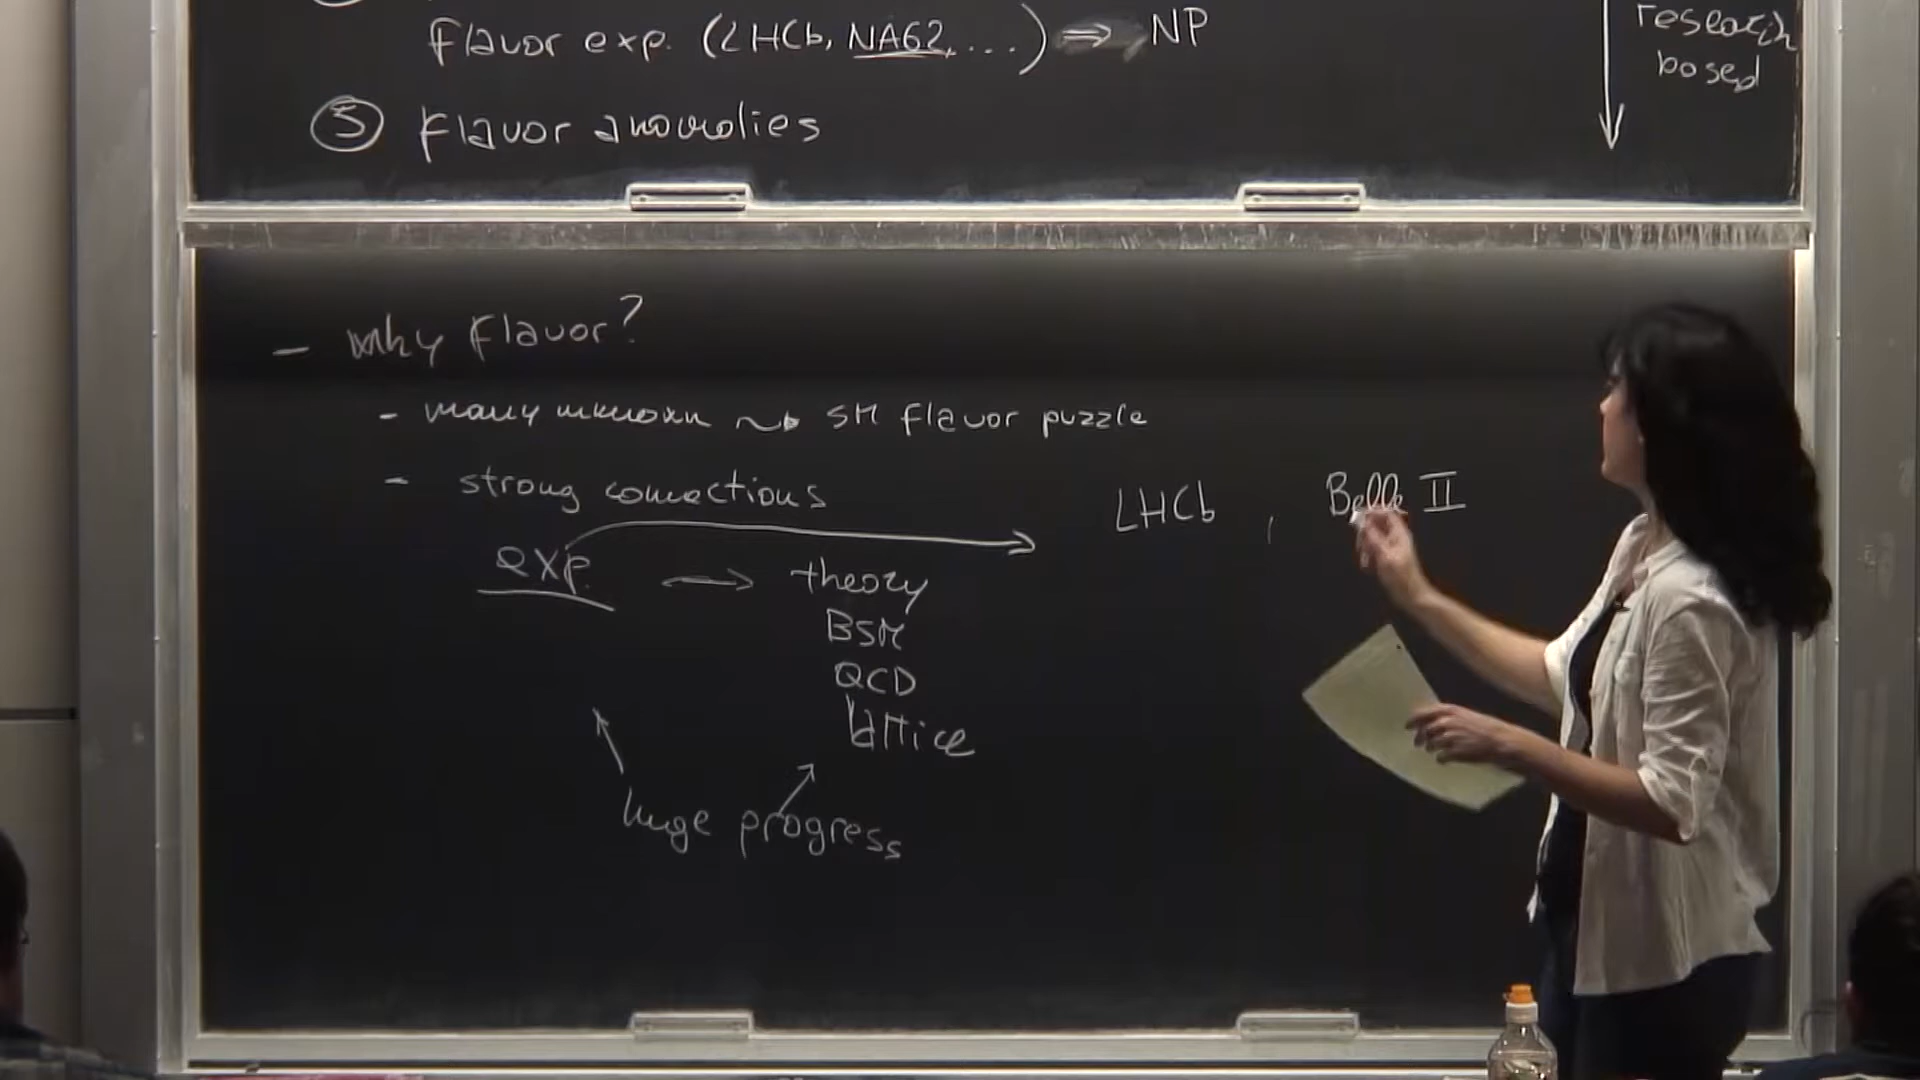 Flavor exp. (LHCb, NA62, ....) ⇒ NP
research
based
⑤ Flavor anomalies
- Why Flavor?
- many unknown ⇝ SM flavor puzzle
- strong connections
LHCb , Belle II
exp. → theory
BSM
QCD
Lattice
huge progress